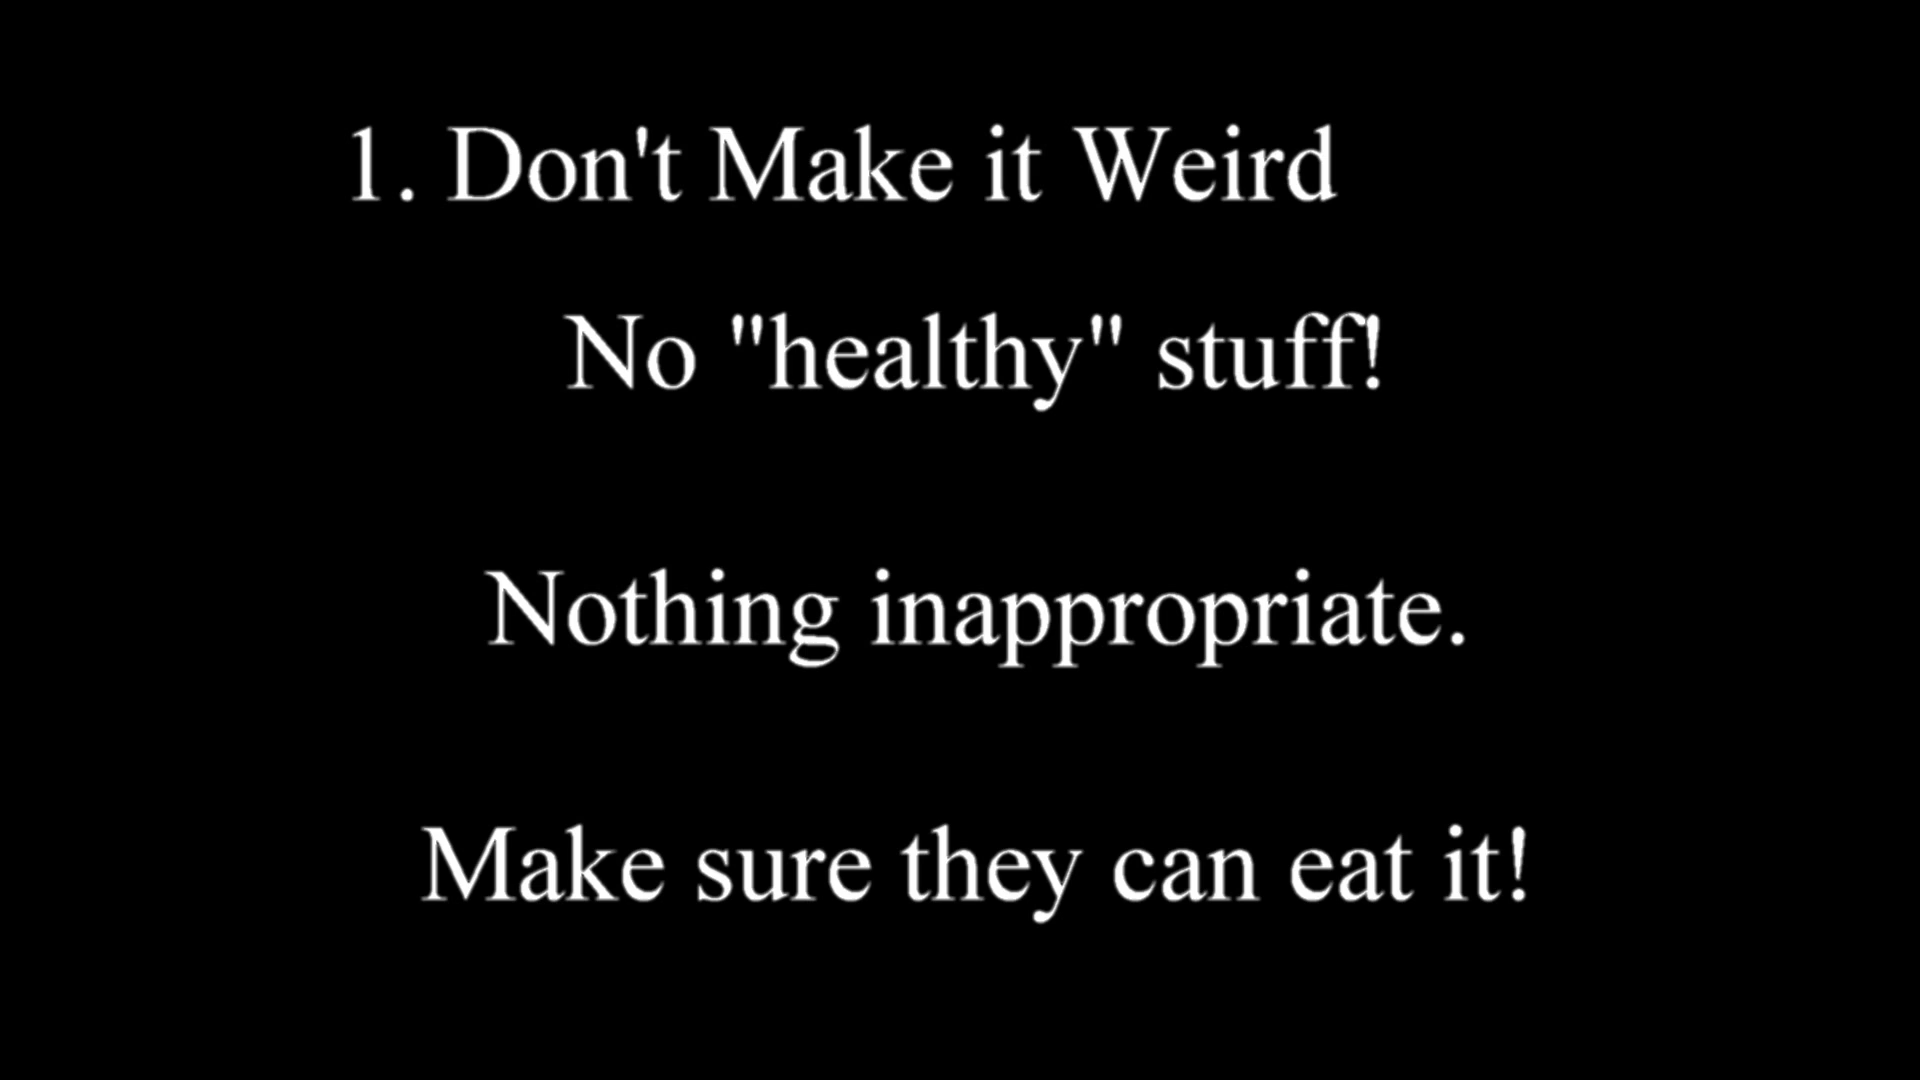 1. Don't Make it Weird
No "healthy" stuff!
Nothing inappropriate.
Make sure they can eat it!